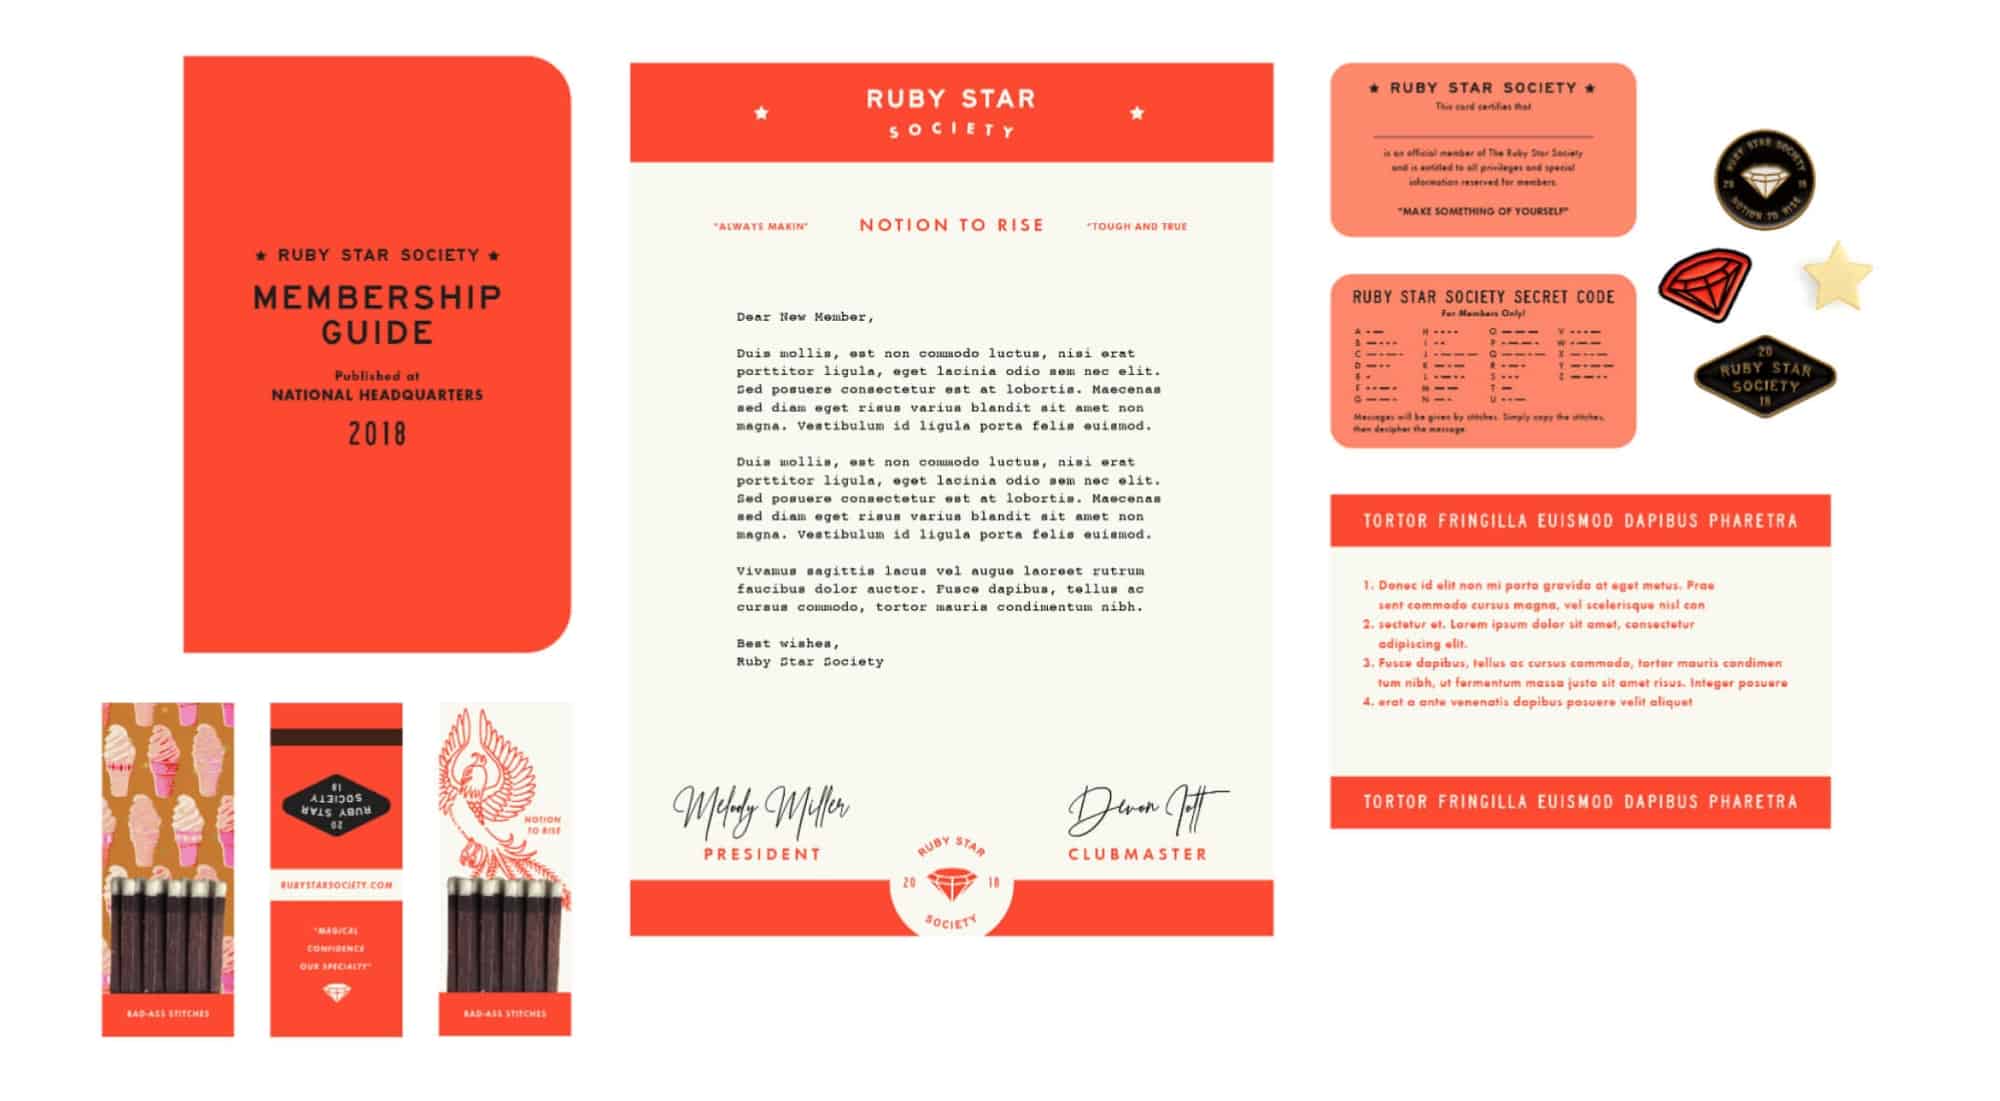 RUBY STAR SOCIETY
MEMBERSHIP
GUIDE
Published at
NATIONAL HEADQUARTERS
2018
RUBY STAR
SOCIETY
"ALWAYS MAKIN" NOTION TO RISE "TOUGH AND TRUE
Dear New Member,
Duis mollis, est non commodo luctus, nisi erat
porttitor ligula, eget lacinia odio sem nec elit.
Sed posuere consectetur est at lobortis. Maecenas
sed diam eget risus varius blandit sit amet non
magna. Vestibulum id ligula porta felis euismod.
Duis mollis, est non commodo luctus, nisi erat
porttitor ligula, eget lacinia odio sem nec elit.
Sed posuere consectetur est at lobortis. Maecenas
sed diam eget risus varius blandit sit amet non
magna. Vestibulum id ligula porta felis euismod.
Vivamus sagittis lacus vel augue laoreet rutrum
faucibus dolor auctor. Fusce dapibus, tellus ac
cursus commodo, tortor mauris condimentum nibh.
Best wishes,
Ruby Star Society
Melody Miller
PRESIDENT
Devon Iott
CLUBMASTER
RUBY STAR
20 18
SOCIETY
RUBY STAR SOCIETY
This card certifies that
is an official member of The Ruby Star Society
and is entitled to all privileges and special
information reserved for members.
"MAKE SOMETHING OF YOURSELF"
RUBY STAR SOCIETY SECRET CODE
For Members Only!
A •— H •••• O ——— V •••—
B —••• I •• P •——• W •——
C —•—• J •——— Q ——•— X —••—
D —•• K —•— R •—• Y —•——
E • L •—•• S ••• Z ——••
F ••—• M —— T —
G ——• N —• U ••—
Messages will be given by stitches. Simply copy the stitches,
then decipher the message.
RUBY STAR SOCIETY
20 18
NOTION TO RISE
20
RUBY STAR
SOCIETY
18
TORTOR FRINGILLA EUISMOD DAPIBUS PHARETRA
1. Donec id elit non mi porta gravida at eget metus. Prae
sent commodo cursus magna, vel scelerisque nisl con
2. sectetur et. Lorem ipsum dolor sit amet, consectetur
adipiscing elit.
3. Fusce dapibus, tellus ac cursus commodo, tortor mauris condimen
tum nibh, ut fermentum massa justo sit amet risus. Integer posuere
4. erat a ante venenatis dapibus posuere velit aliquet
TORTOR FRINGILLA EUISMOD DAPIBUS PHARETRA
BAD-ASS STITCHES
20
RUBY STAR
SOCIETY
18
RUBYSTARSOCIETY.COM
"MAGICAL
CONFIDENCE
OUR SPECIALTY"
NOTION
TO RISE
BAD-ASS STITCHES